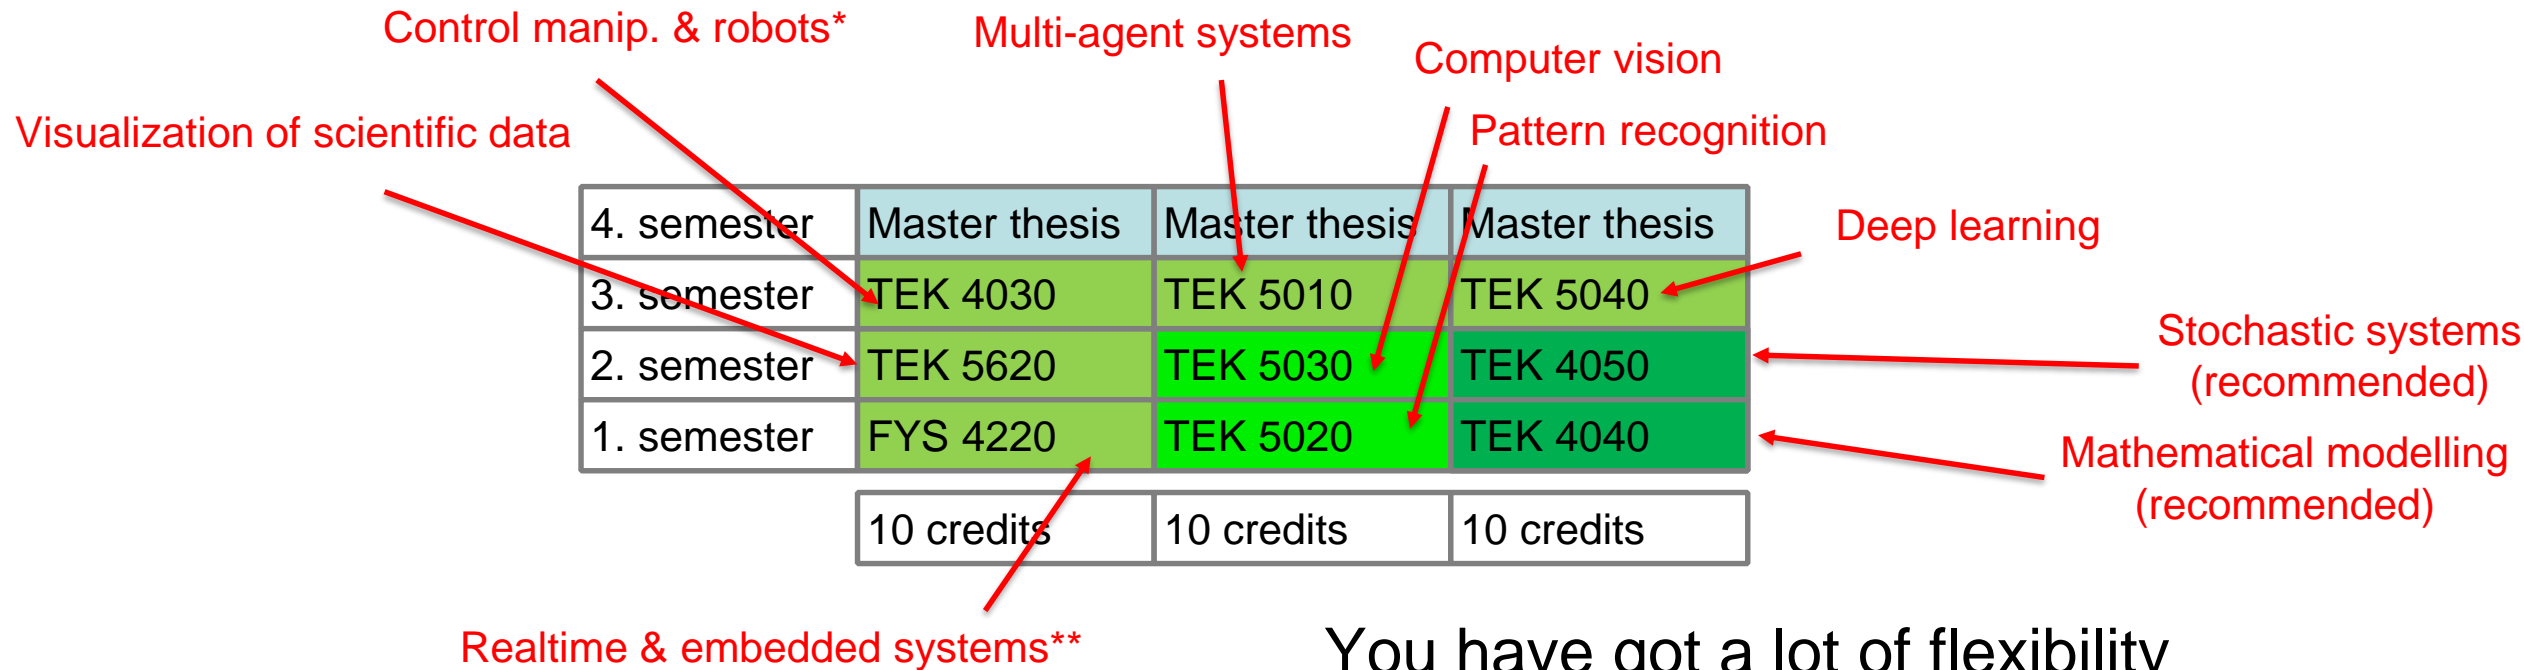 Control manip. & robots*
Multi-agent systems
Computer vision
Visualization of scientific data
Pattern recognition
4. semester Master thesis Master thesis Master thesis
Deep learning
3. semester TEK 4030 TEK 5010 TEK 5040
Stochastic systems
(recommended)
2. semester TEK 5620 TEK 5030 TEK 4050
1. semester FYS 4220 TEK 5020 TEK 4040
Mathematical modelling
(recommended)
10 credits 10 credits 10 credits
Realtime & embedded systems**
You have got a lot of flexibility